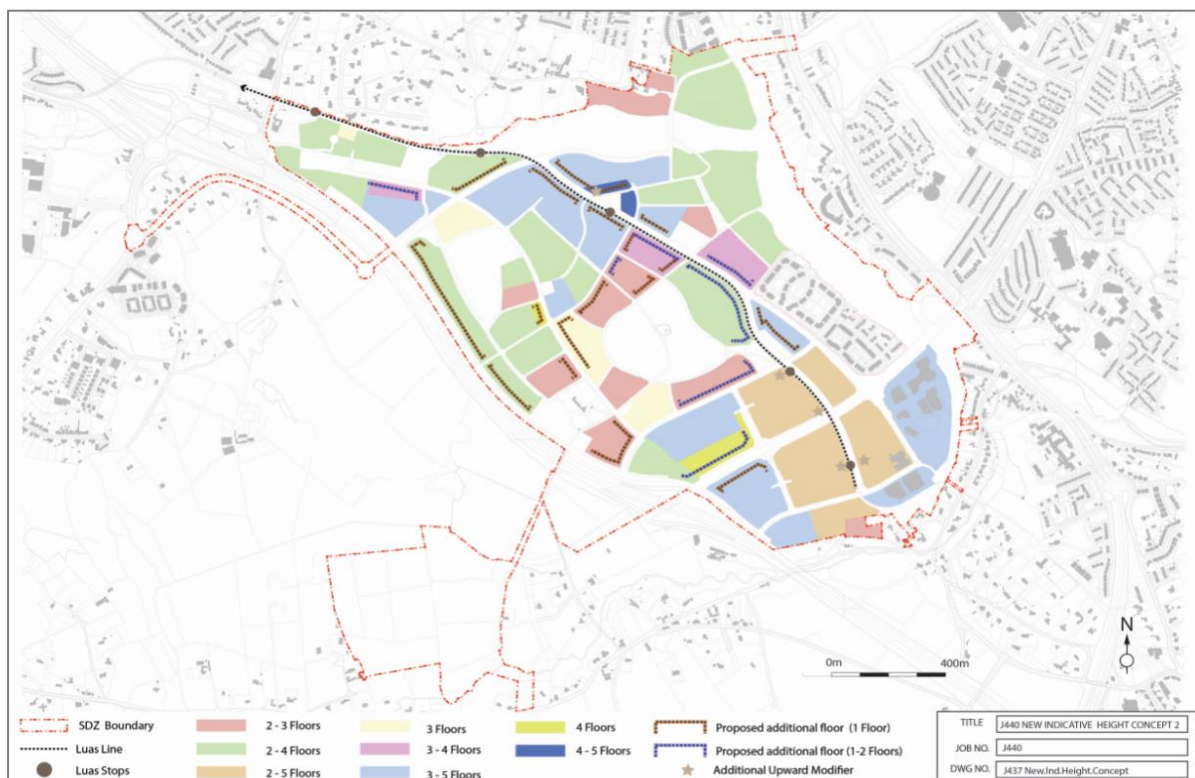 N
0m 400m
SDZ Boundary
Luas Line
Luas Stops
2 - 3 Floors
2 - 4 Floors
2 - 5 Floors
3 Floors
3 - 4 Floors
3 - 5 Floors
4 Floors
4 - 5 Floors
Proposed additional floor (1 Floor)
Proposed additional floor (1-2 Floors)
Additional Upward Modifier
TITLE J440 NEW INDICATIVE HEIGHT CONCEPT 2
JOB NO. J440
DWG NO. J437 New.Ind.Height.Concept